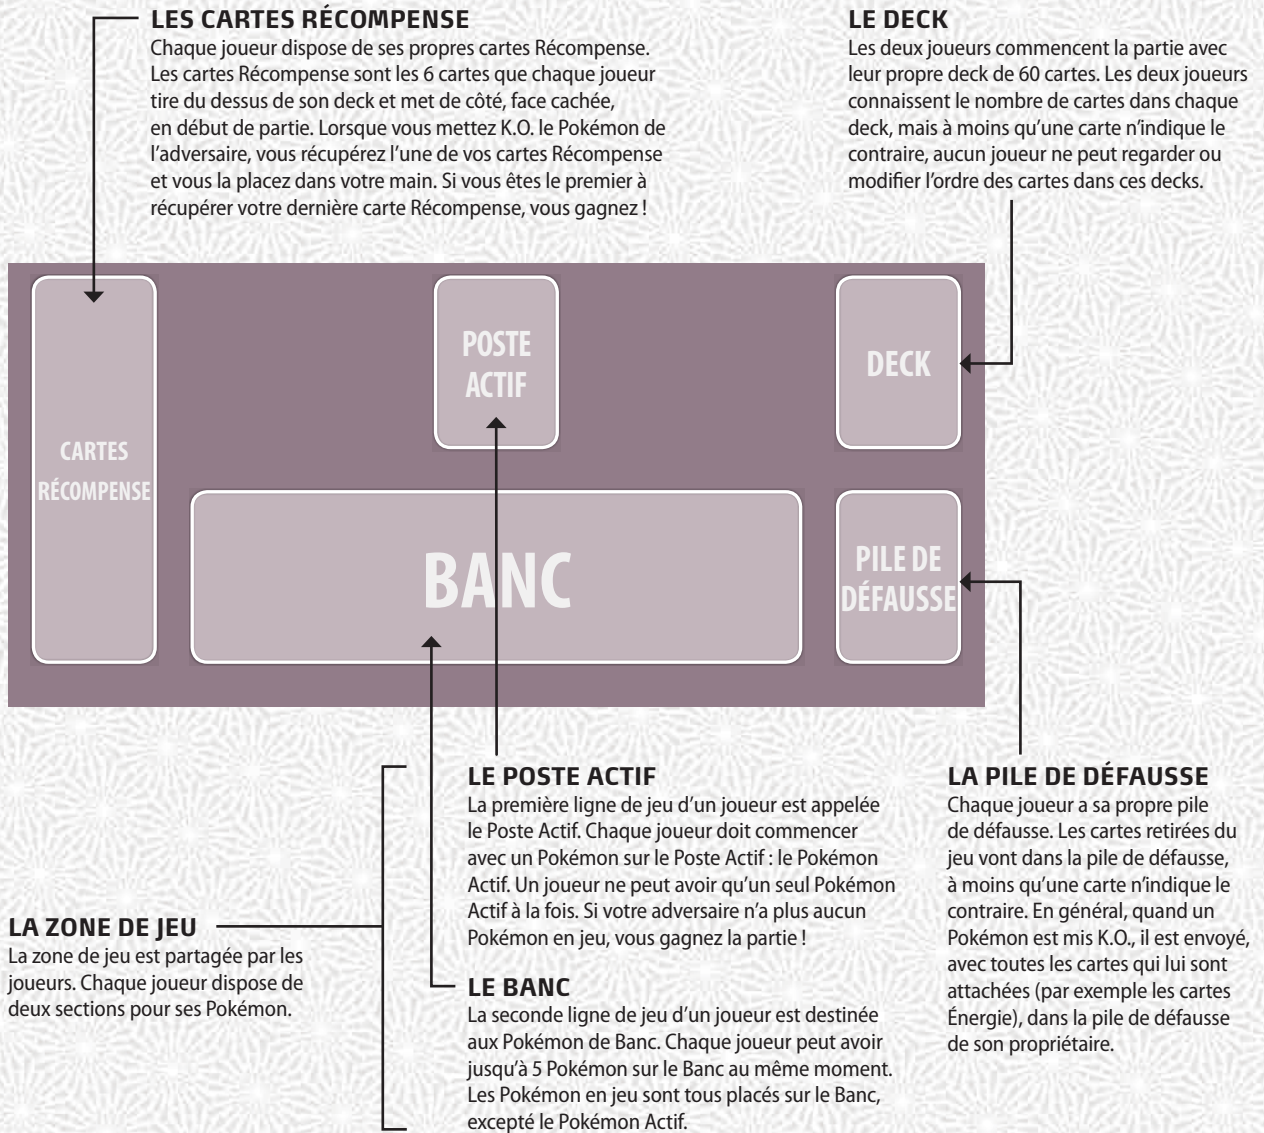 LES CARTES RÉCOMPENSE
Chaque joueur dispose de ses propres cartes Récompense.
Les cartes Récompense sont les 6 cartes que chaque joueur
tire du dessus de son deck et met de côté, face cachée,
en début de partie. Lorsque vous mettez K.O. le Pokémon de
l’adversaire, vous récupérez l’une de vos cartes Récompense
et vous la placez dans votre main. Si vous êtes le premier à
récupérer votre dernière carte Récompense, vous gagnez !
LE DECK
Les deux joueurs commencent la partie avec
leur propre deck de 60 cartes. Les deux joueurs
connaissent le nombre de cartes dans chaque
deck, mais à moins qu’une carte n’indique le
contraire, aucun joueur ne peut regarder ou
modifier l’ordre des cartes dans ces decks.
CARTES
RÉCOMPENSE
POSTE
ACTIF
DECK
BANC
PILE DE
DÉFAUSSE
LA ZONE DE JEU
La zone de jeu est partagée par les
joueurs. Chaque joueur dispose de
deux sections pour ses Pokémon.
LE POSTE ACTIF
La première ligne de jeu d’un joueur est appelée
le Poste Actif. Chaque joueur doit commencer
avec un Pokémon sur le Poste Actif : le Pokémon
Actif. Un joueur ne peut avoir qu’un seul Pokémon
Actif à la fois. Si votre adversaire n’a plus aucun
Pokémon en jeu, vous gagnez la partie !
LE BANC
La seconde ligne de jeu d’un joueur est destinée
aux Pokémon de Banc. Chaque joueur peut avoir
jusqu’à 5 Pokémon sur le Banc au même moment.
Les Pokémon en jeu sont tous placés sur le Banc,
excepté le Pokémon Actif.
LA PILE DE DÉFAUSSE
Chaque joueur a sa propre pile
de défausse. Les cartes retirées du
jeu vont dans la pile de défausse,
à moins qu’une carte n’indique le
contraire. En général, quand un
Pokémon est mis K.O., il est envoyé,
avec toutes les cartes qui lui sont
attachées (par exemple les cartes
Énergie), dans la pile de défausse
de son propriétaire.